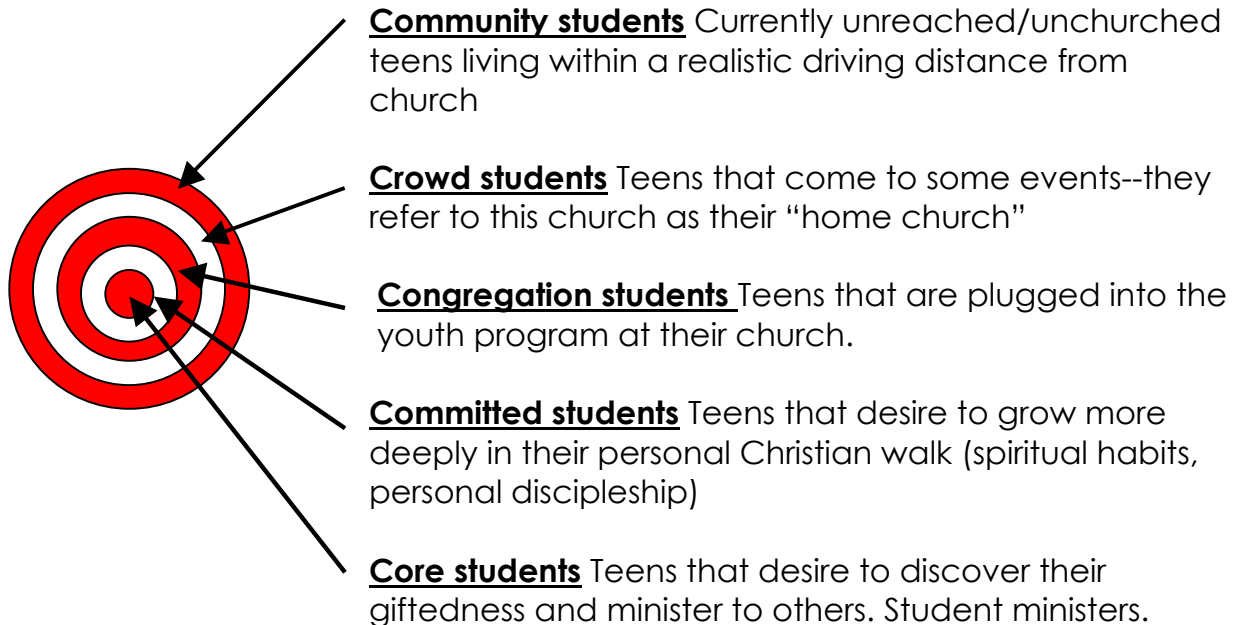 Community students Currently unreached/unchurched
teens living within a realistic driving distance from
church
Crowd students Teens that come to some events--they
refer to this church as their “home church”
Congregation students Teens that are plugged into the
youth program at their church.
Committed students Teens that desire to grow more
deeply in their personal Christian walk (spiritual habits,
personal discipleship)
Core students Teens that desire to discover their
giftedness and minister to others. Student ministers.